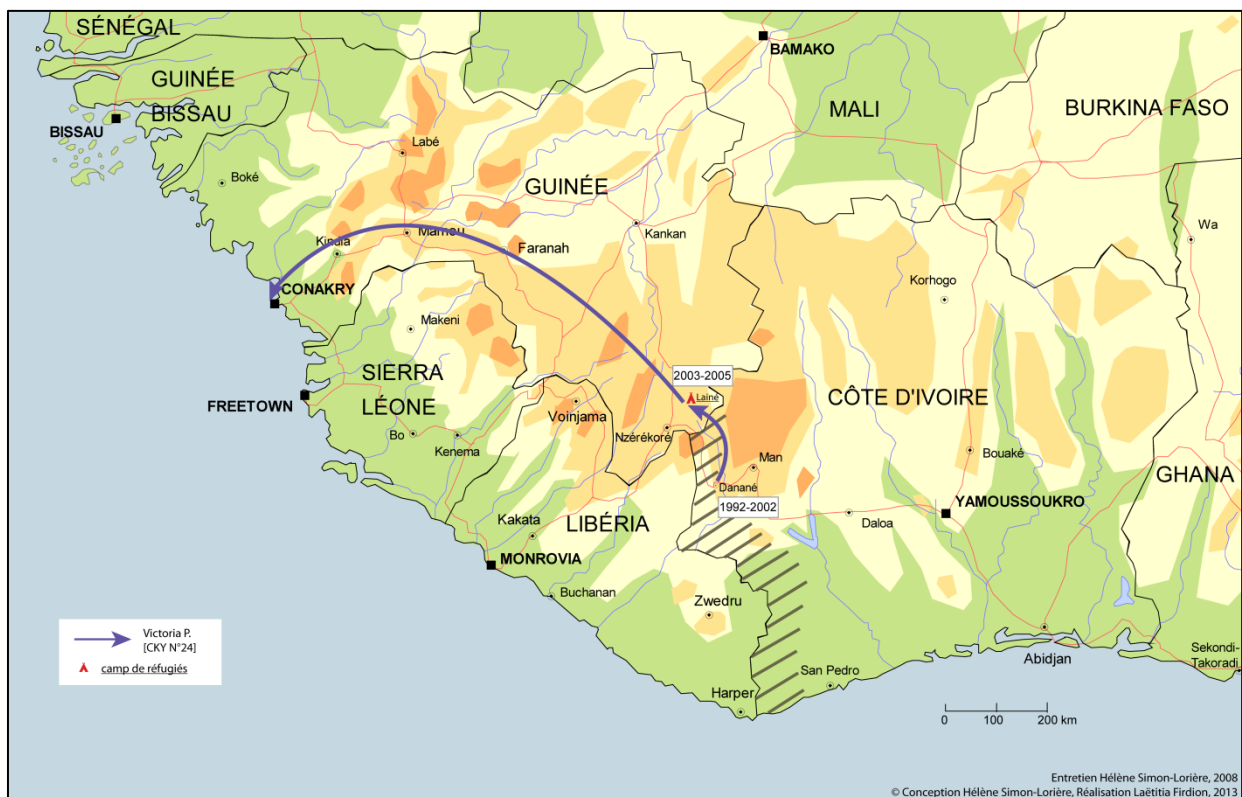 SÉNÉGAL
BAMAKO
GUINÉE
BISSAU
MALI
BURKINA FASO
BISSAU
Labé
Boké
GUINÉE
Wa
Kankan
Kindia
Mamou
Faranah
CONAKRY
Korhogo
Makeni
SIERRA
LÉONE
2003-2005
Lainé
CÔTE D'IVOIRE
FREETOWN
Voinjama
Bo
Kenema
Nzérékoré
Man
Bouaké
GHANA
Danané
1992-2002
YAMOUSSOUKRO
Kakata
LIBÉRIA
Daloa
MONROVIA
Buchanan
Zwedru
Victoria P.
[CKY N°24]
camp de réfugiés
Abidjan
Sekondi-
Takoradi
San Pedro
Harper
0 100 200 km
Entretien Hélène Simon-Lorière, 2008
© Conception Hélène Simon-Lorière, Réalisation Laëtitia Firdion, 2013